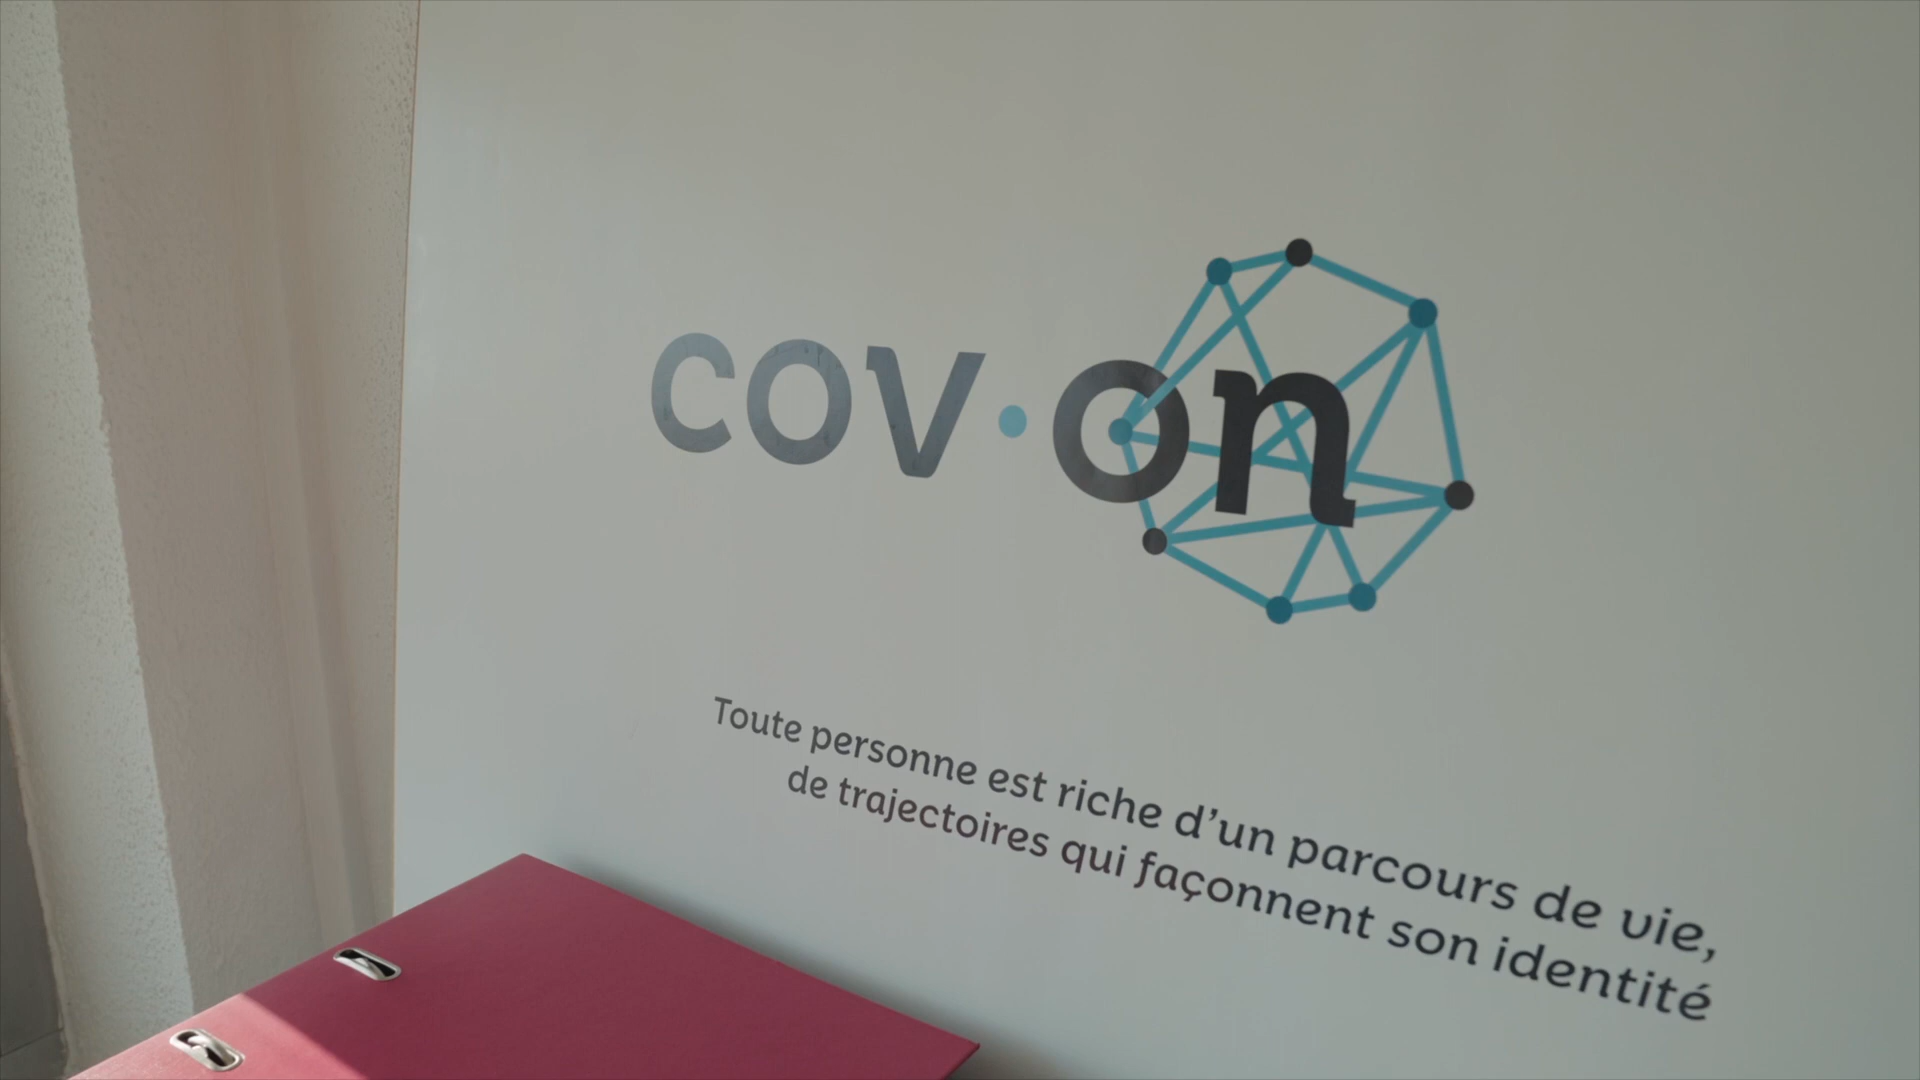 cov·on
Toute personne est riche d’un parcours de vie,
de trajectoires qui façonnent son identité